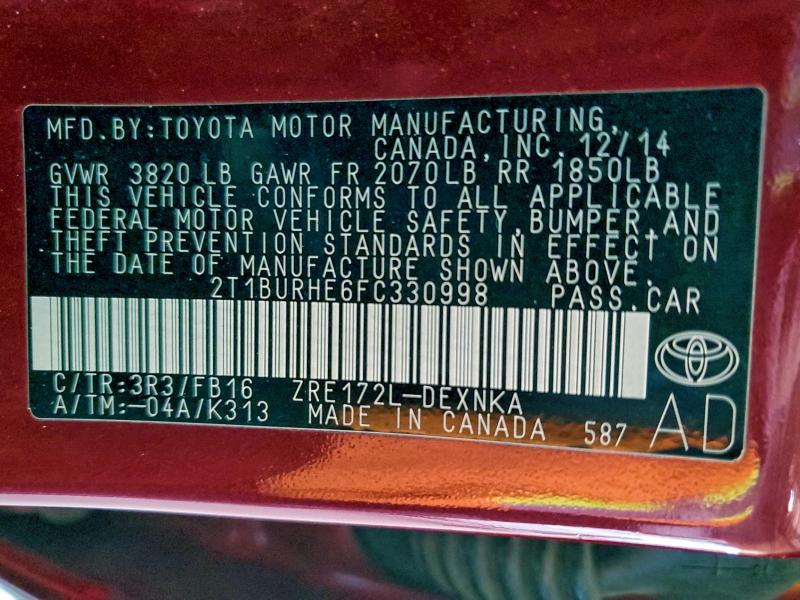 MFD.BY:TOYOTA MOTOR MANUFACTURING,
CANADA, INC. 12/14
GVWR 3820 LB GAWR FR 2070LB RR 1850LB
THIS VEHICLE CONFORMS TO ALL APPLICABLE
FEDERAL MOTOR VEHICLE SAFETY,BUMPER,AND
THEFT PREVENTION STANDARDS IN EFFECT ON
THE DATE OF MANUFACTURE SHOWN ABOVE.
2T1BURHE6FC330998 PASS.CAR
C/TR:3R3/FB16 ZRE172L-DEXNKA
A/TM:-04A/K313 MADE IN CANADA 587 AD